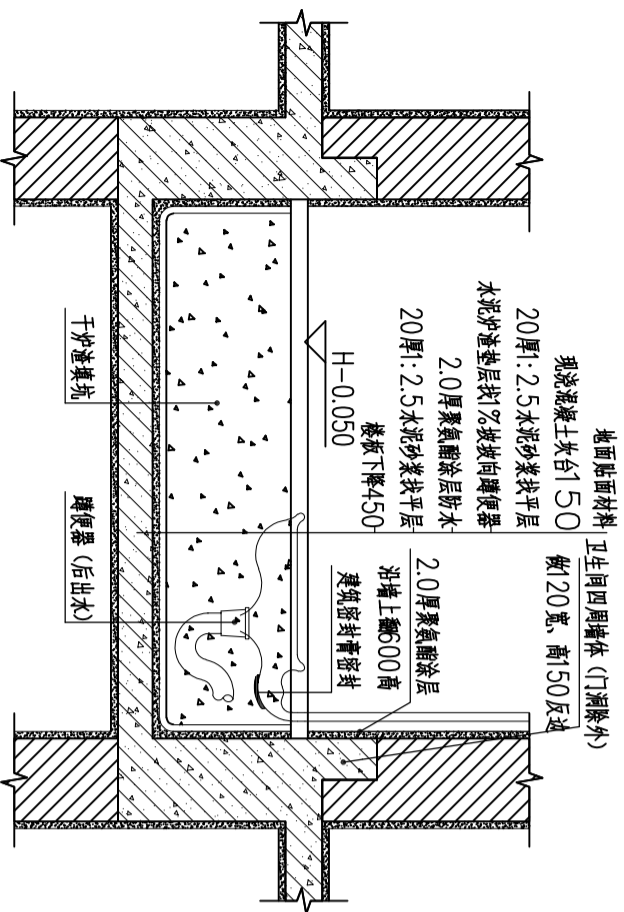 地面贴面材料
现浇混凝土坎台150
20厚1:2.5水泥砂浆找平层
水泥炉渣垫层找1%坡坡向蹲便器
2.0厚聚氨酯涂层防水
20厚1:2.5水泥砂浆找平层
楼板下降450
H-0.050
卫生间四周墙体(门洞除外)
做120宽、高150反边
2.0厚聚氨酯涂层
沿墙上翻600高
建筑密封膏密封
干炉渣填坑
蹲便器(后出水)